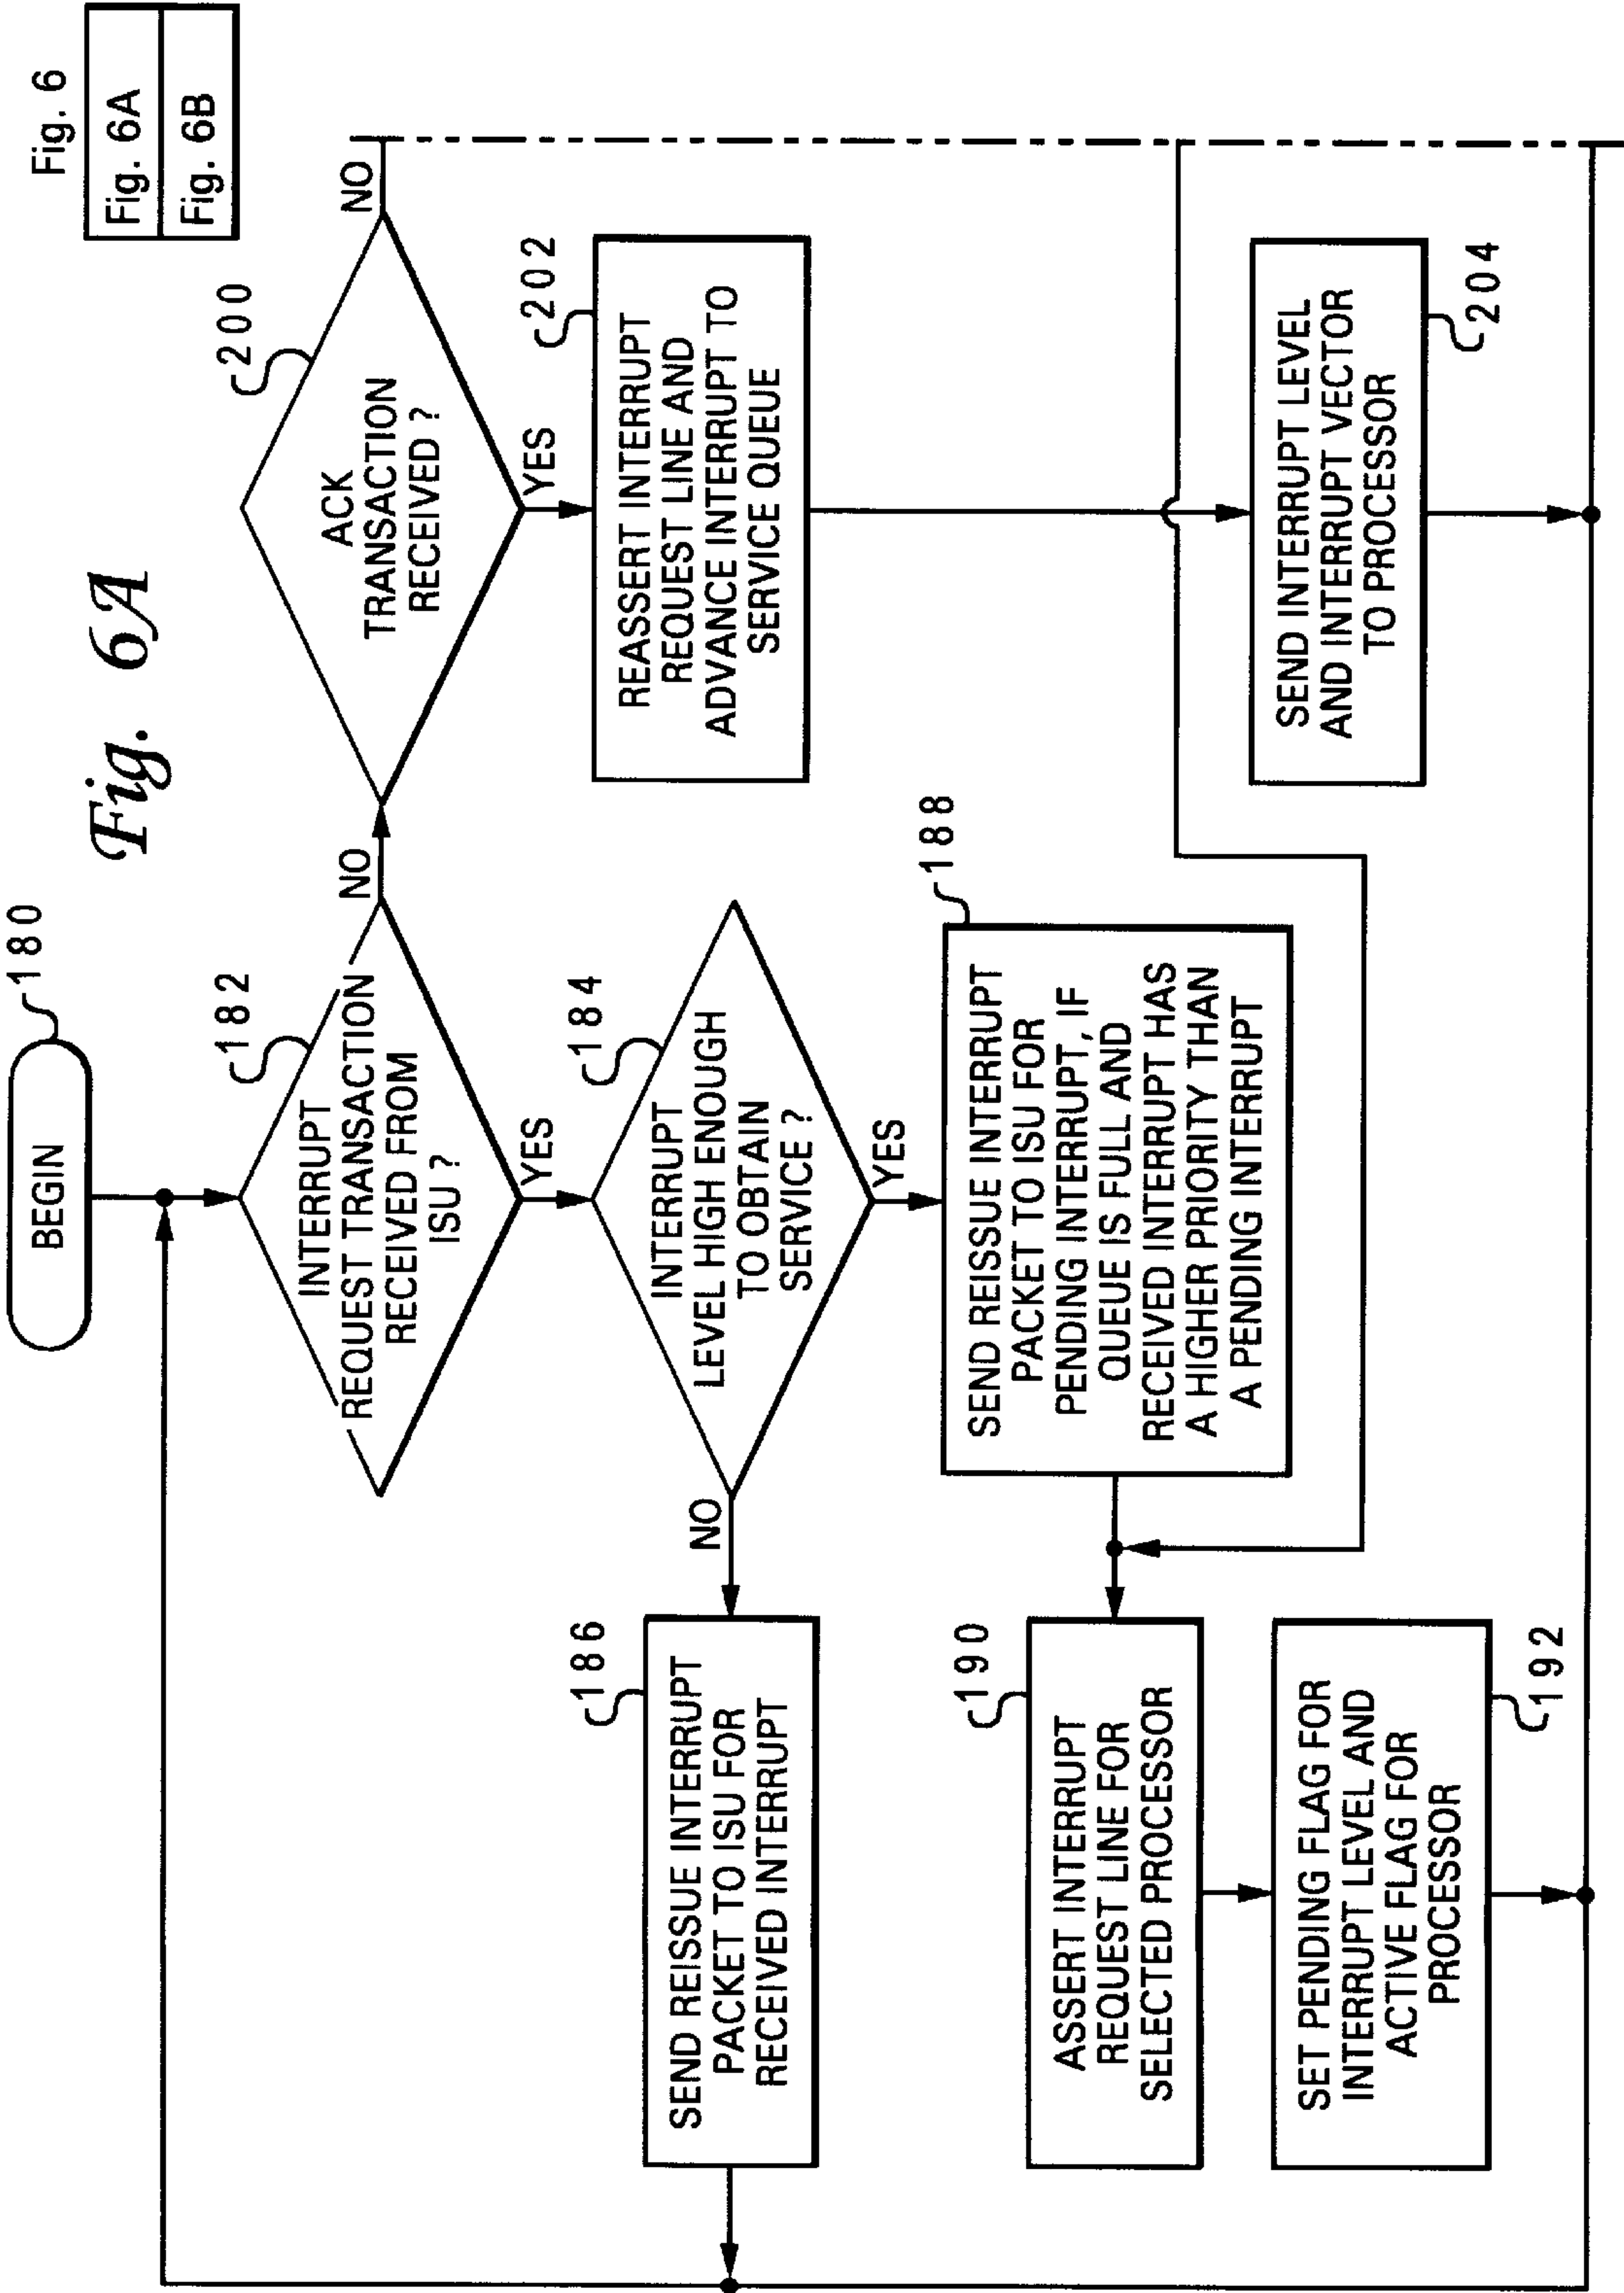 Fig. 6
Fig. 6A
Fig. 6B
Fig. 6A
BEGIN
180
INTERRUPT
REQUEST TRANSACTION
RECEIVED FROM
ISU ?
182
NO
YES
ACK
TRANSACTION
RECEIVED ?
200
NO
YES
INTERRUPT
LEVEL HIGH ENOUGH
TO OBTAIN
SERVICE ?
184
NO
YES
REASSERT INTERRUPT
REQUEST LINE AND
ADVANCE INTERRUPT TO
SERVICE QUEUE
202
SEND REISSUE INTERRUPT
PACKET TO ISU FOR
RECEIVED INTERRUPT
186
SEND REISSUE INTERRUPT
PACKET TO ISU FOR
PENDING INTERRUPT, IF
QUEUE IS FULL AND
RECEIVED INTERRUPT HAS
A HIGHER PRIORITY THAN
A PENDING INTERRUPT
188
ASSERT INTERRUPT
REQUEST LINE FOR
SELECTED PROCESSOR
190
SET PENDING FLAG FOR
INTERRUPT LEVEL AND
ACTIVE FLAG FOR
PROCESSOR
192
SEND INTERRUPT LEVEL
AND INTERRUPT VECTOR
TO PROCESSOR
204